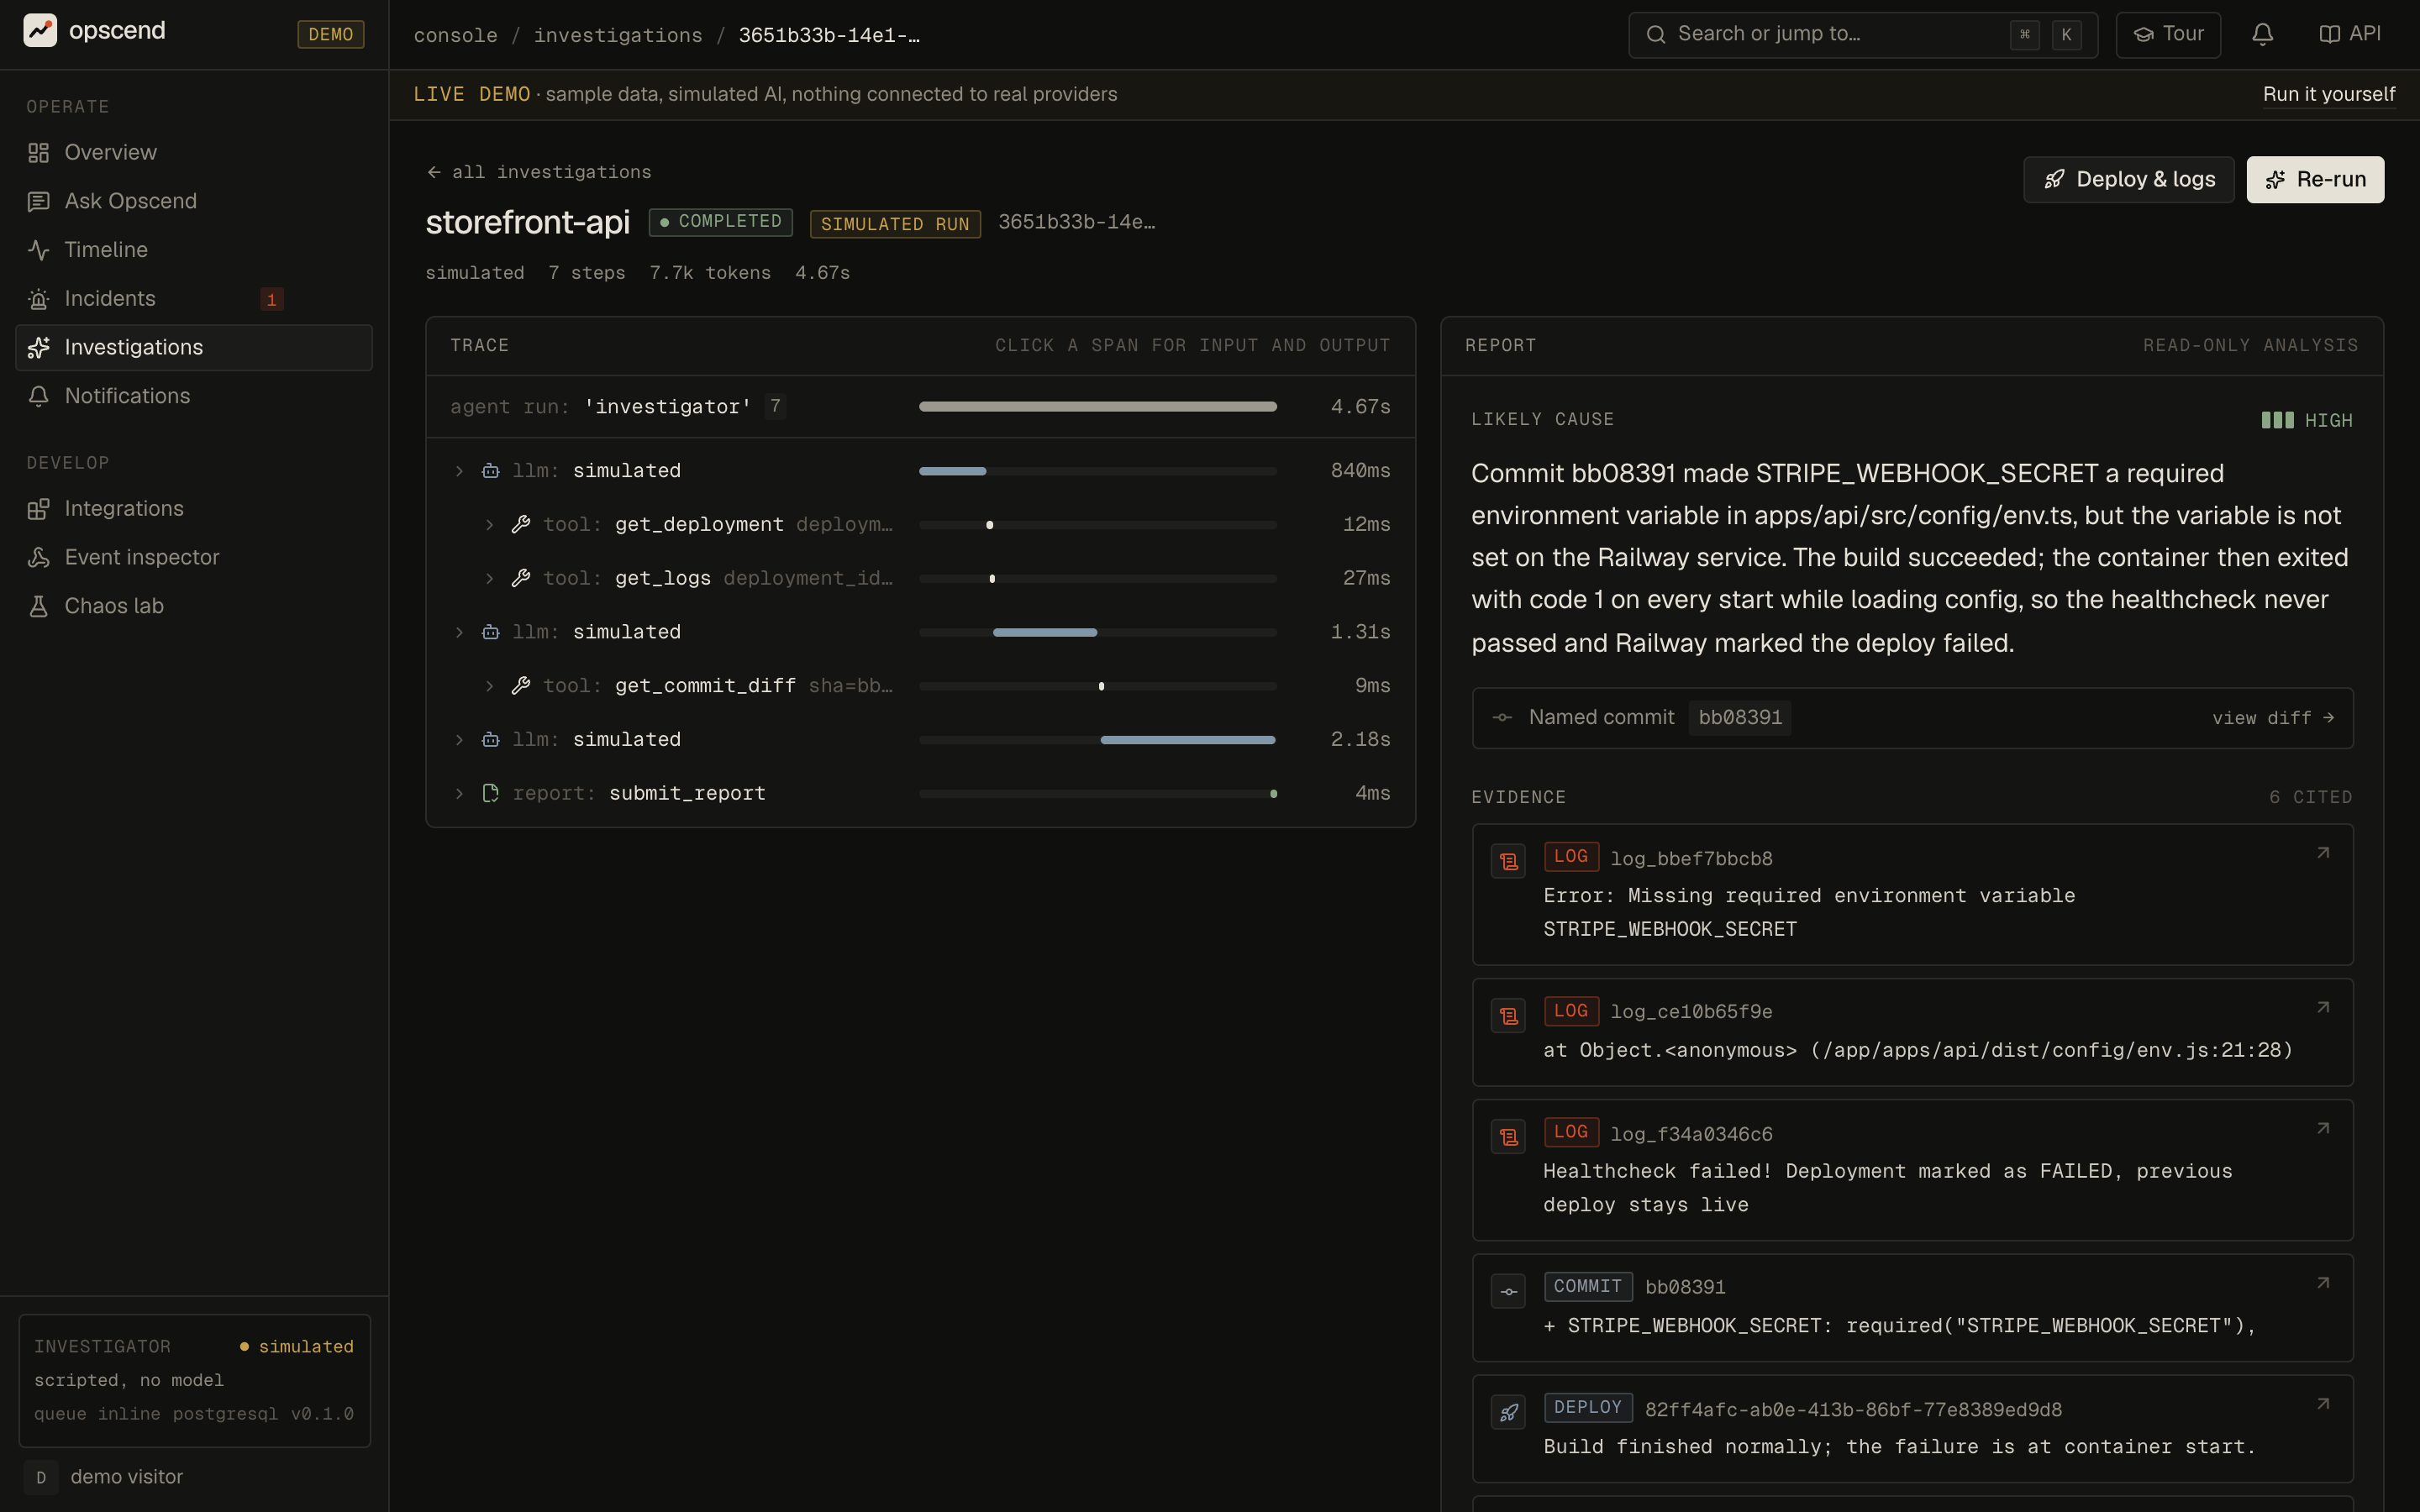 opscend
DEMO
OPERATE
Overview
Ask Opscend
Timeline
Incidents 1
Investigations
Notifications
DEVELOP
Integrations
Event inspector
Chaos lab
INVESTIGATOR simulated
scripted, no model
queue inline postgresql v0.1.0
D demo visitor
console / investigations / 3651b33b-14e1-…
Search or jump to… ⌘ K
Tour
API
LIVE DEMO · sample data, simulated AI, nothing connected to real providers
Run it yourself
← all investigations
storefront-api COMPLETED SIMULATED RUN 3651b33b-14e…
simulated 7 steps 7.7k tokens 4.67s
Deploy & logs
Re-run
TRACE CLICK A SPAN FOR INPUT AND OUTPUT
agent run: 'investigator' 7 4.67s
llm: simulated 840ms
tool: get_deployment deploym… 12ms
tool: get_logs deployment_id… 27ms
llm: simulated 1.31s
tool: get_commit_diff sha=bb… 9ms
llm: simulated 2.18s
report: submit_report 4ms
REPORT READ-ONLY ANALYSIS
LIKELY CAUSE HIGH
Commit bb08391 made STRIPE_WEBHOOK_SECRET a required
environment variable in apps/api/src/config/env.ts, but the variable is not
set on the Railway service. The build succeeded; the container then exited
with code 1 on every start while loading config, so the healthcheck never
passed and Railway marked the deploy failed.
Named commit bb08391 view diff →
EVIDENCE 6 CITED
LOG log_bbef7bbcb8
Error: Missing required environment variable
STRIPE_WEBHOOK_SECRET
LOG log_ce10b65f9e
at Object.<anonymous> (/app/apps/api/dist/config/env.js:21:28)
LOG log_f34a0346c6
Healthcheck failed! Deployment marked as FAILED, previous
deploy stays live
COMMIT bb08391
+ STRIPE_WEBHOOK_SECRET: required("STRIPE_WEBHOOK_SECRET"),
DEPLOY 82ff4afc-ab0e-413b-86bf-77e8389ed9d8
Build finished normally; the failure is at container start.